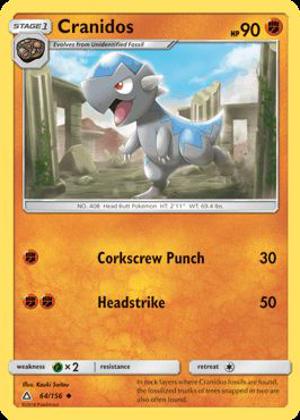 STAGE 1
Cranidos
HP 90
Evolves from Unidentified Fossil
NO. 408 Head Butt Pokémon HT: 2'11" WT: 69.4 lbs.
Corkscrew Punch 30
Headstrike 50
weakness ×2 resistance retreat
Illus. Kouki Saitou
64/156
In rock layers where Cranidos fossils are found, the fossilized trunks of trees snapped in two are also often found.
©2018 Pokémon